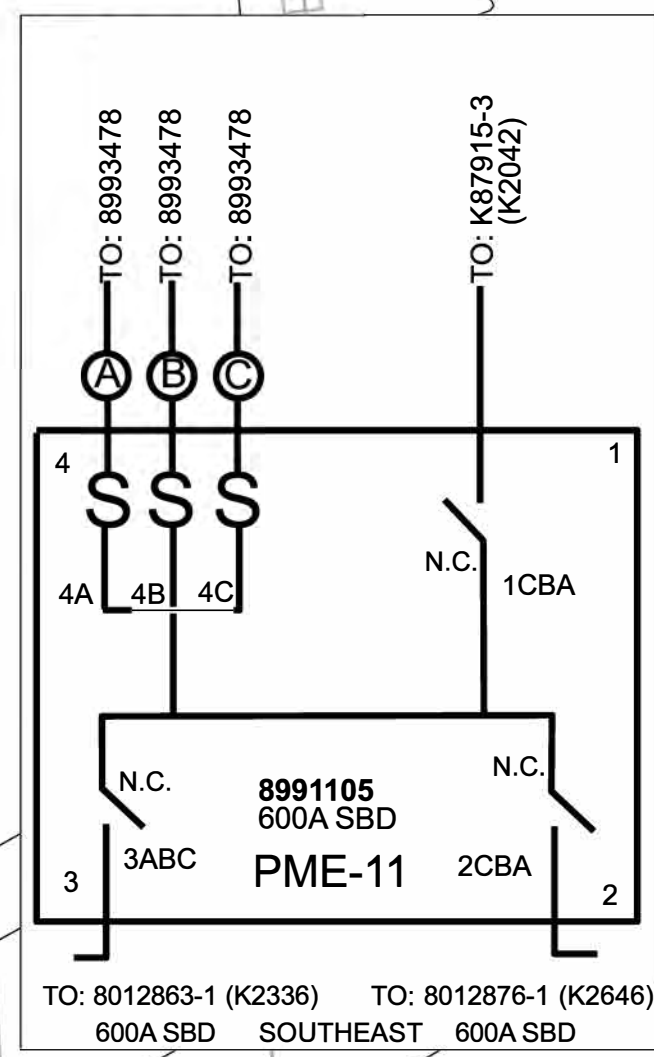 TO: 8993478
TO: 8993478
TO: 8993478
TO: K87915-3
(K2042)
A
B
C
4
1
S
S
S
N.C.
4A
4B
4C
1CBA
N.C.
N.C.
8991105
600A SBD
3ABC
PME-11
2CBA
3
2
TO: 8012863-1 (K2336)
TO: 8012876-1 (K2646)
600A SBD
SOUTHEAST
600A SBD